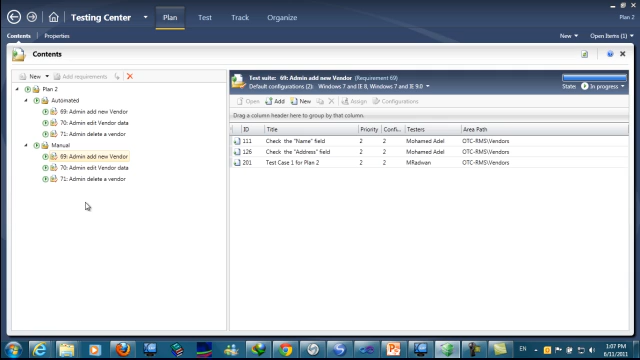 Testing Center
Plan
Test
Track
Organize
Plan 2
Contents
Properties
New
Open Items (1)
Contents
New
Add requirements
Plan 2
Automated
69: Admin add new Vendor
70: Admin edit Vendor data
71: Admin delete a vendor
Manual
69: Admin add new Vendor
70: Admin edit Vendor data
71: Admin delete a vendor
Test suite: 69: Admin add new Vendor (Requirement 69)
Default configurations (2): Windows 7 and IE 8, Windows 7 and IE 9.0
State: In progress
Open Add New Assign Configurations
Drag a column header here to group by that column.
ID Title Priority Confi... Testers Area Path
111 Check the "Name" field 2 2 Mohamed Adel OTC-RMS\Vendors
126 Check the "Address" field 2 2 Mohamed Adel OTC-RMS\Vendors
201 Test Case 1 for Plan 2 2 2 MRadwan OTC-RMS\Vendors
EN
1:07 PM
6/11/2011